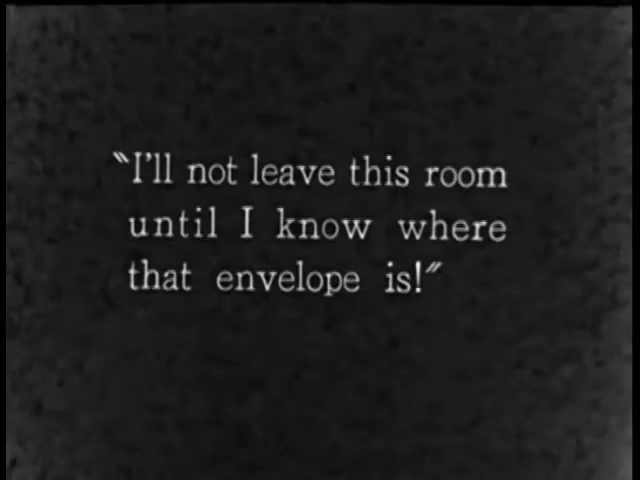 "I'll not leave this room
until I know where
that envelope is!"